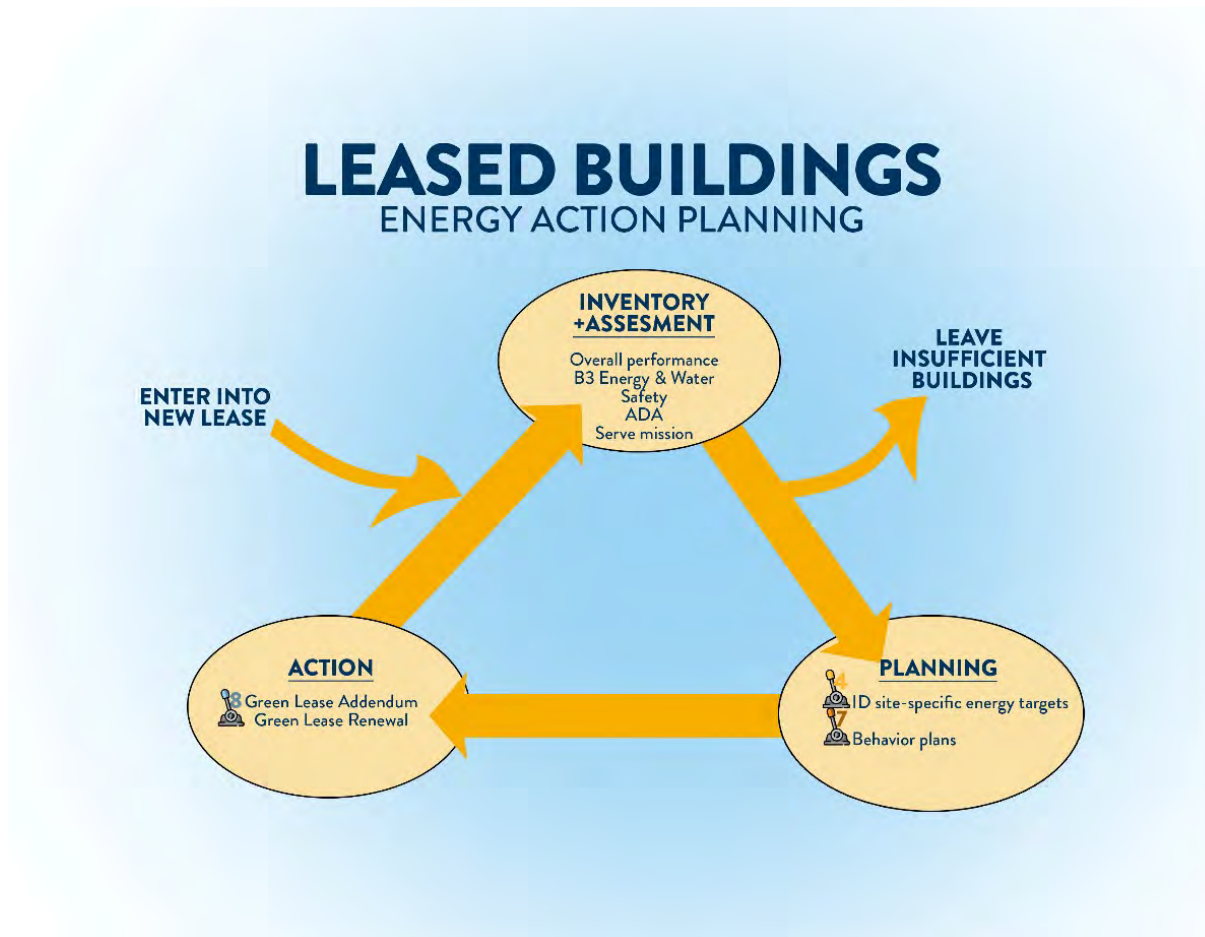 LEASED BUILDINGS
ENERGY ACTION PLANNING
INVENTORY
+ASSESMENT
Overall performance
B3 Energy & Water
Safety
ADA
Serve mission
LEAVE
INSUFFICIENT
BUILDINGS
ENTER INTO
NEW LEASE
ACTION
8 Green Lease Addendum
Green Lease Renewal
PLANNING
4
ID site-specific energy targets
7
Behavior plans